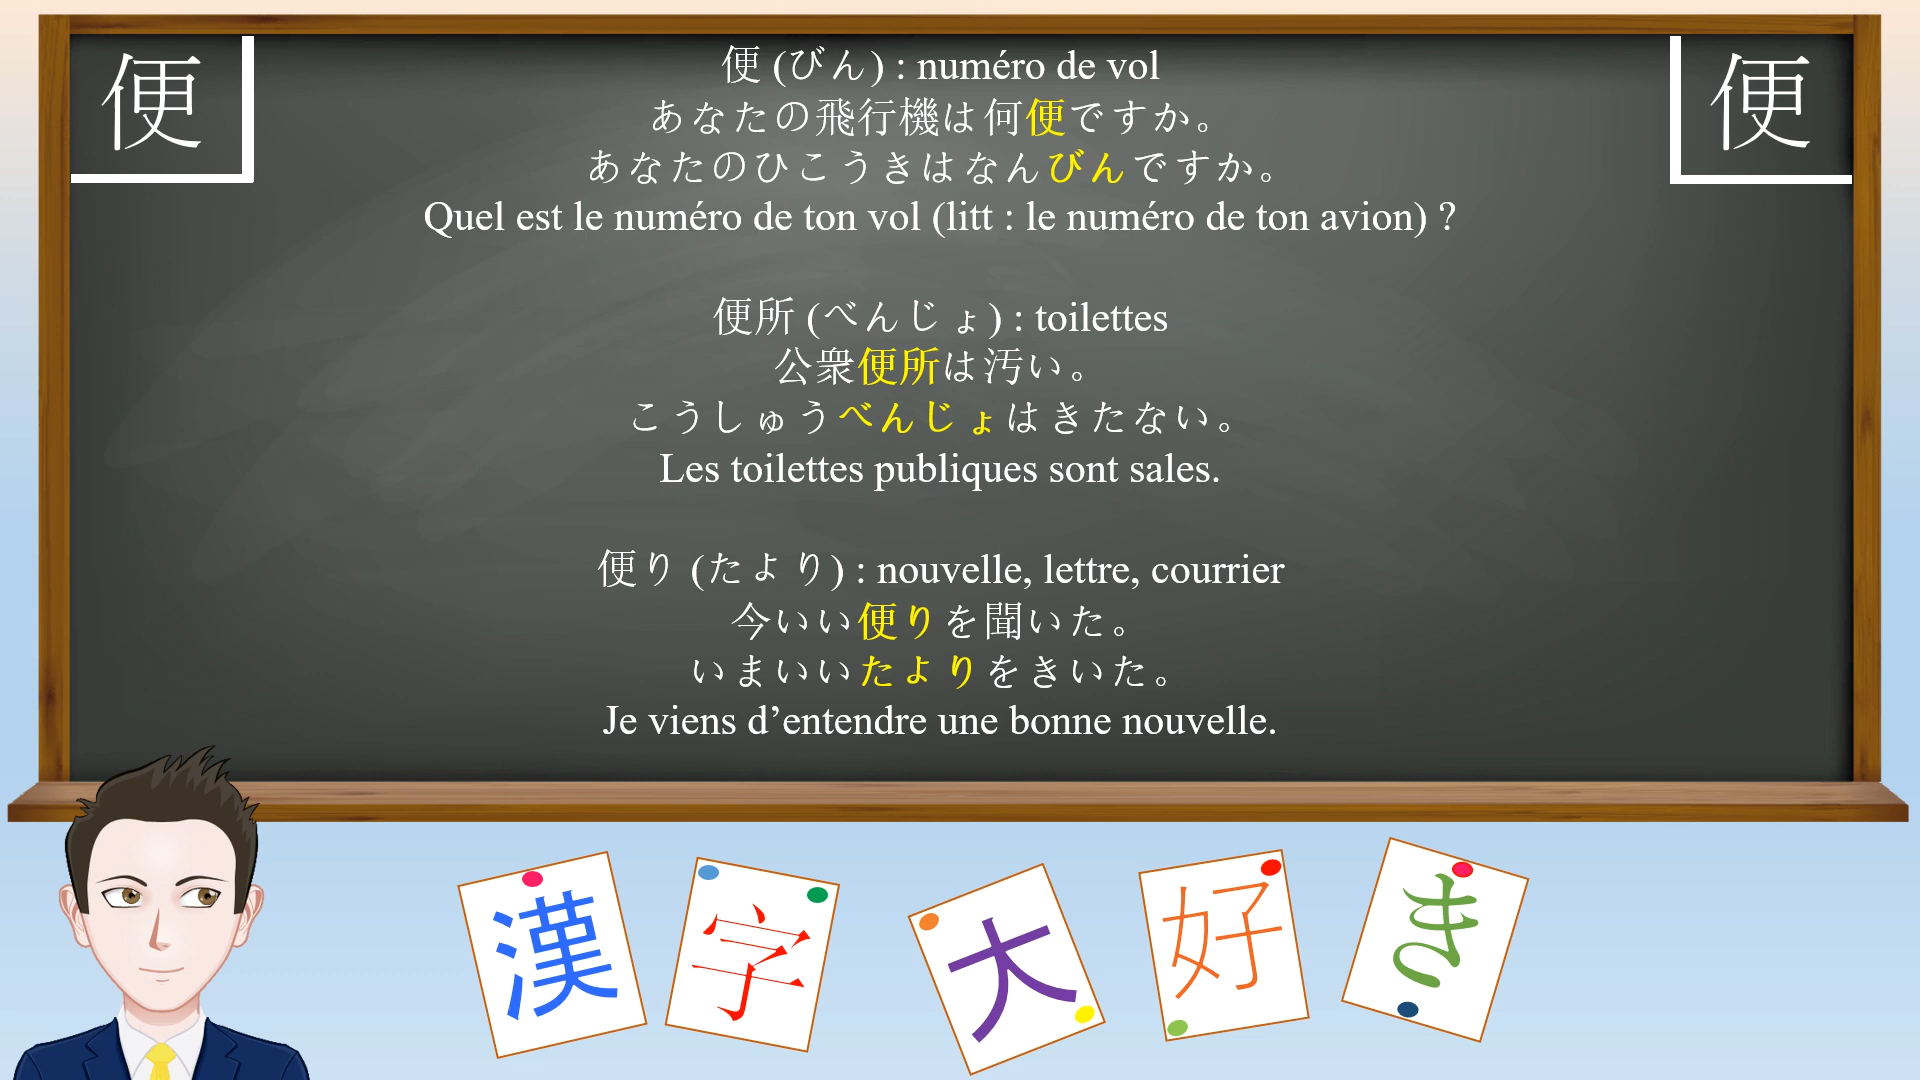 便
便
便 (びん) : numéro de vol
あなたの飛行機は何便ですか。
あなたのひこうきはなんびんですか。
Quel est le numéro de ton vol (litt : le numéro de ton avion) ?
便所 (べんじょ) : toilettes
公衆便所は汚い。
こうしゅうべんじょはきたない。
Les toilettes publiques sont sales.
便り (たより) : nouvelle, lettre, courrier
今いい便りを聞いた。
いまいいたよりをきいた。
Je viens d’entendre une bonne nouvelle.
漢字大好き